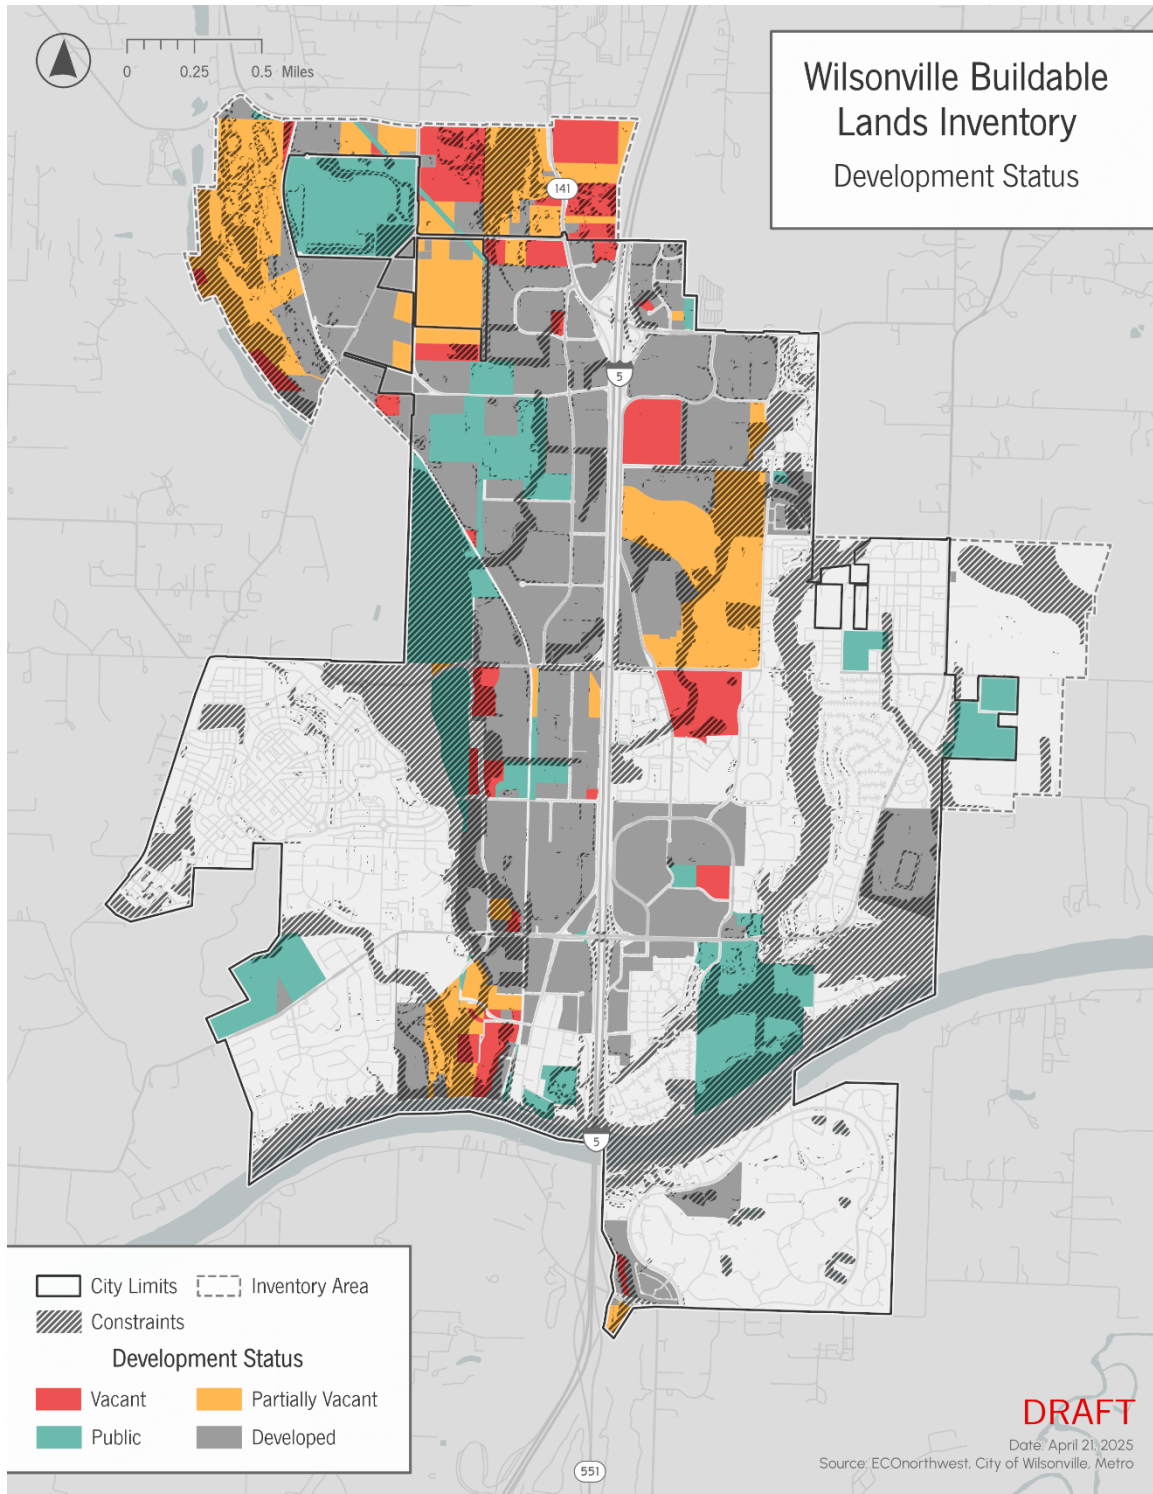 0 0.25 0.5 Miles
Wilsonville Buildable
Lands Inventory
Development Status
141
5
5
City Limits Inventory Area
Constraints
Development Status
Vacant Partially Vacant
Public Developed
DRAFT
Date: April 21, 2025
Source: ECOnorthwest, City of Wilsonville, Metro
551